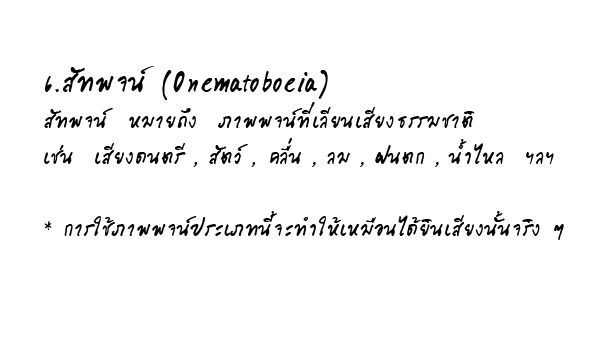 ๖.สัทพจน์ (Onematoboeia)
สัทพจน์ หมายถึง ภาพพจน์ที่เลียนเสียงธรรมชาติ
เช่น เสียงดนตรี , สัตว์ , คลื่น , ลม , ฝนตก , น้ำไหล ฯลฯ
* การใช้ภาพพจน์ประเภทนี้จะทำให้เหมือนได้ยินเสียงนั้นจริง ๆ